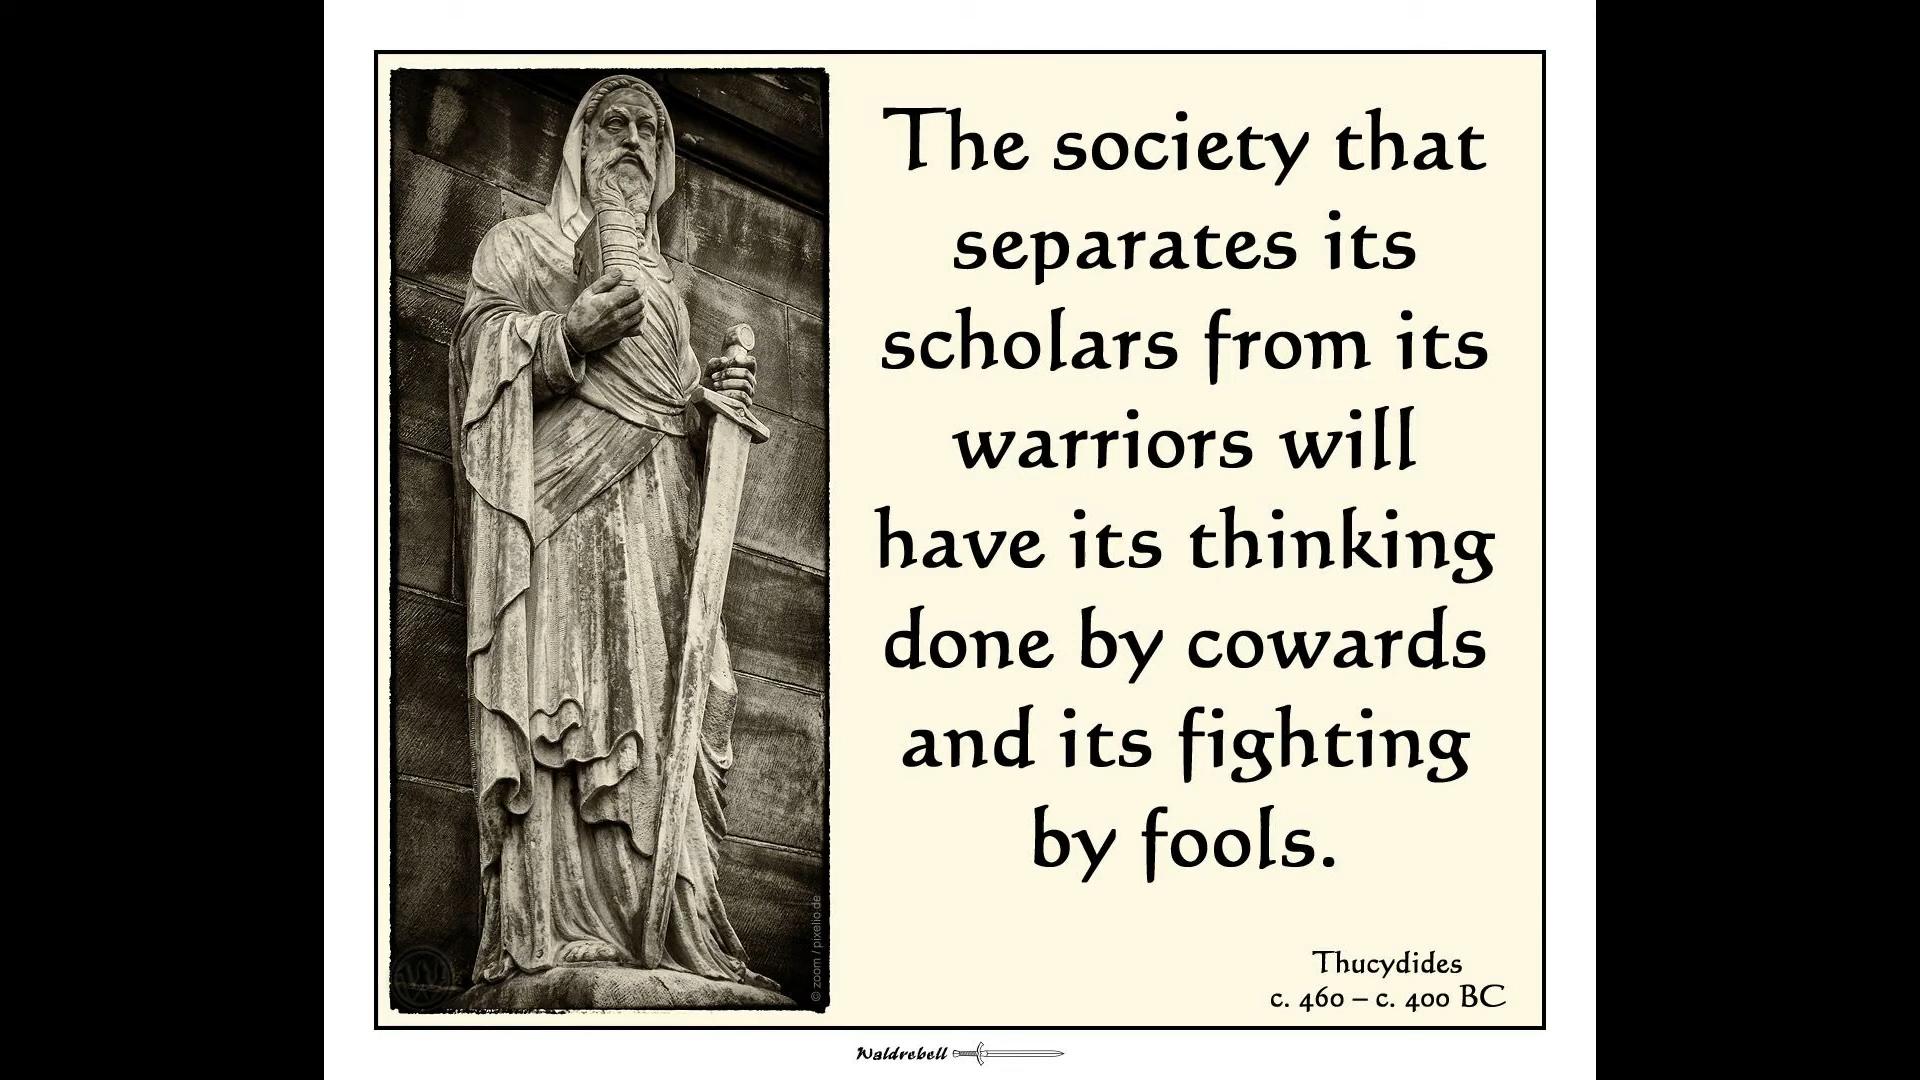 The society that
separates its
scholars from its
warriors will
have its thinking
done by cowards
and its fighting
by fools.
Thucydides
c. 460 – c. 400 BC
© zoom / pixelio.de
Waldrebell